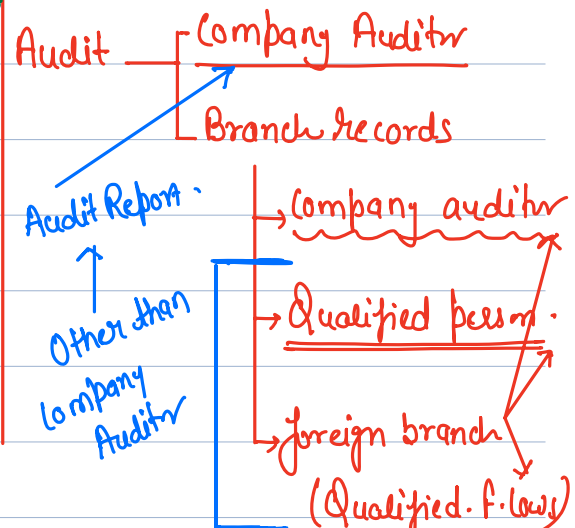 Audit
Company Auditor
Branch records
Audit Report.
Company auditor
Other than
Company
Auditor
Qualified person.
foreign branch
(Qualified. f. laws)